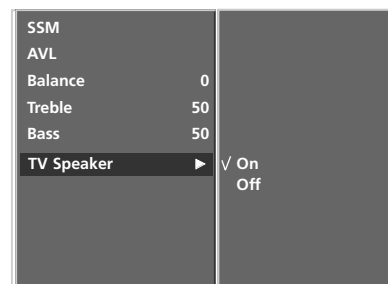 SSM
AVL
Balance 0
Treble 50
Bass 50
TV Speaker ► √ On
Off